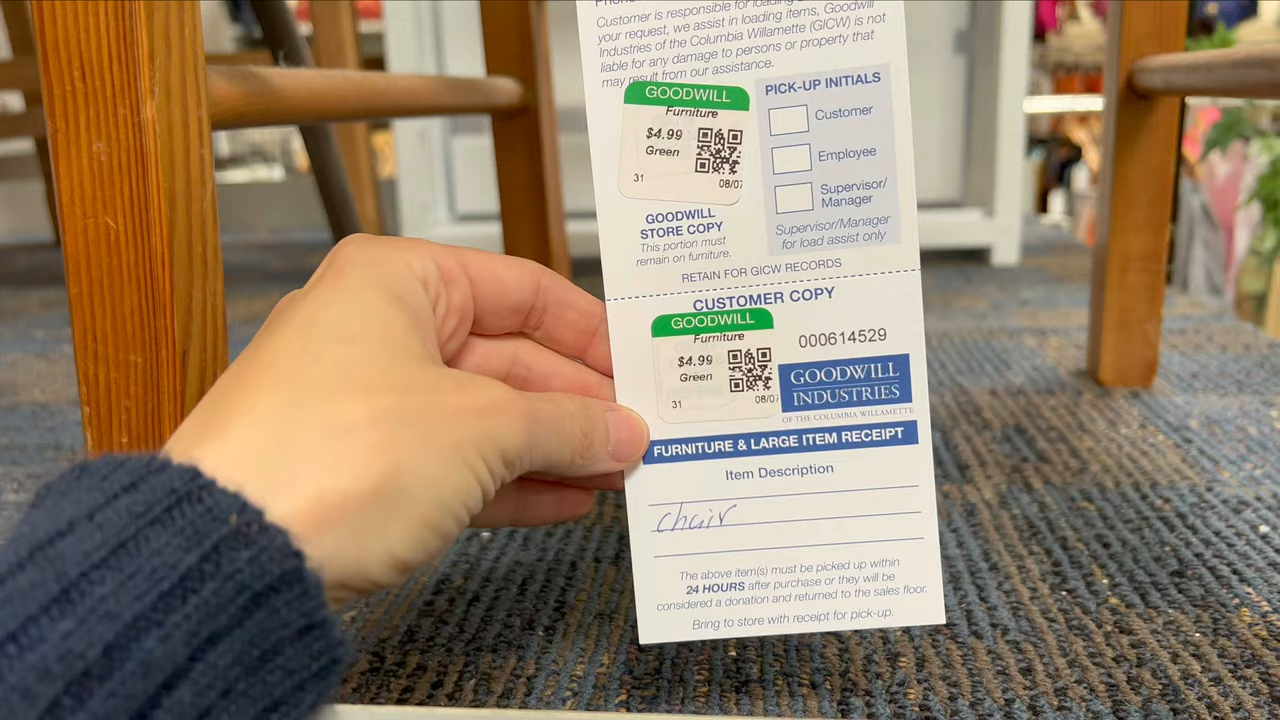 Customer is responsible for loading
your request, we assist in loading items, Goodwill
Industries of the Columbia Willamette (GICW) is not
liable for any damage to persons or property that
may result from our assistance.
GOODWILL
Furniture
$4.99
Green
31
08/07
PICK-UP INITIALS
Customer
Employee
Supervisor/
Manager
Supervisor/Manager
for load assist only
GOODWILL
STORE COPY
This portion must
remain on furniture.
RETAIN FOR GICW RECORDS
CUSTOMER COPY
GOODWILL
Furniture
$4.99
Green
31
08/07
000614529
GOODWILL
INDUSTRIES
OF THE COLUMBIA WILLAMETTE
FURNITURE & LARGE ITEM RECEIPT
Item Description
chair
The above item(s) must be picked up within
24 HOURS after purchase or they will be
considered a donation and returned to the sales floor.
Bring to store with receipt for pick-up.